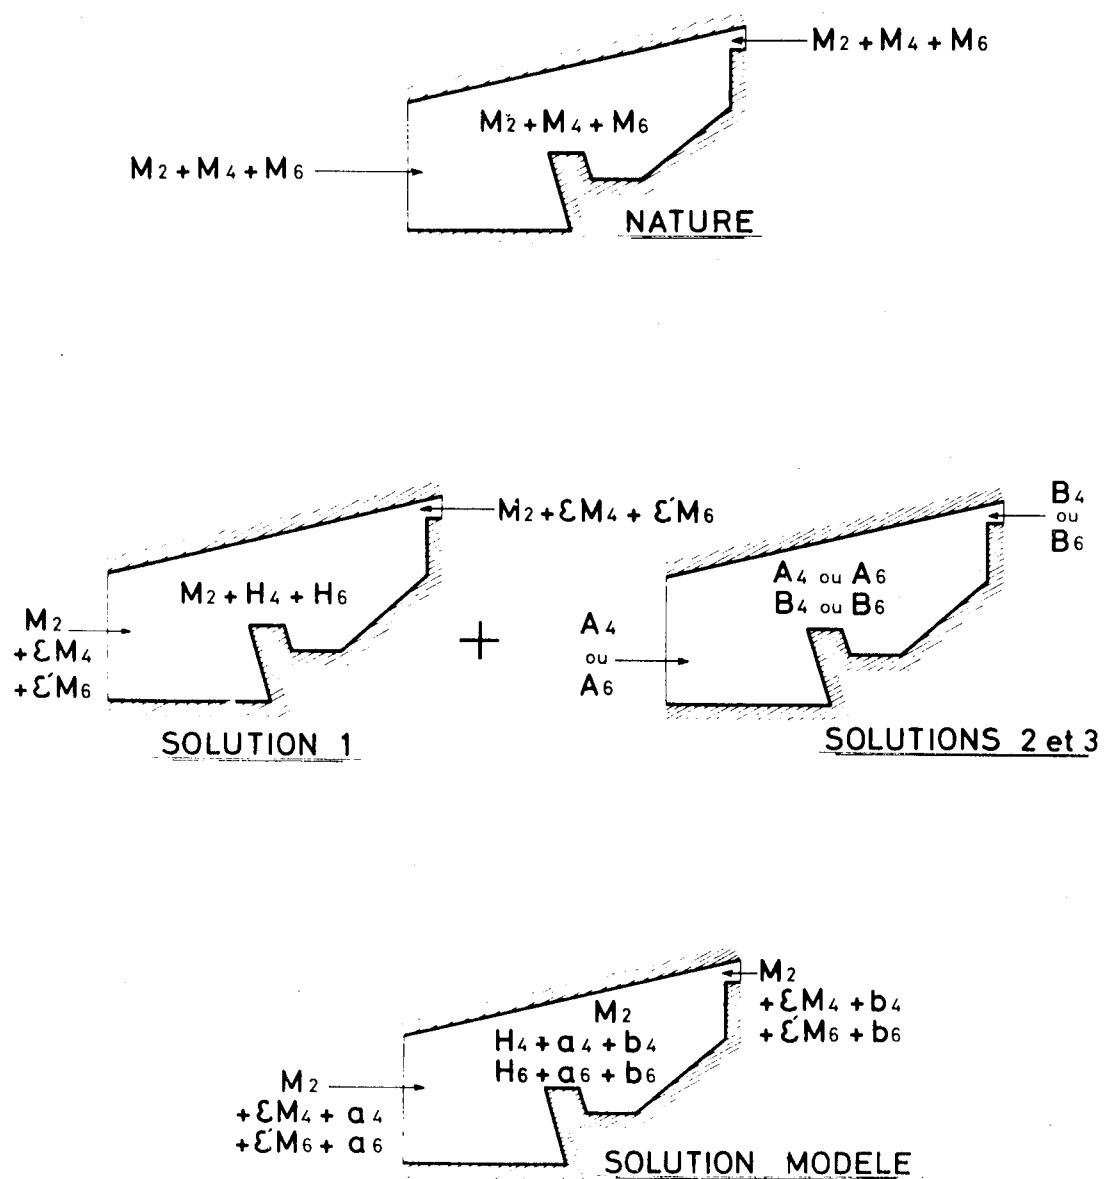 M2 + M4 + M6
M2 + M4 + M6
M2 + M4 + M6
NATURE
M2 + εM4 + ε'M6
M2 + H4 + H6
M2
+ εM4
+ ε'M6
SOLUTION 1
+
B4
ou
B6
A4 ou A6
B4 ou B6
A4
ou
A6
SOLUTIONS 2 et 3
M2
+ εM4 + b4
+ ε'M6 + b6
M2
H4 + a4 + b4
H6 + a6 + b6
M2
+ εM4 + a4
+ ε'M6 + a6
SOLUTION MODELE